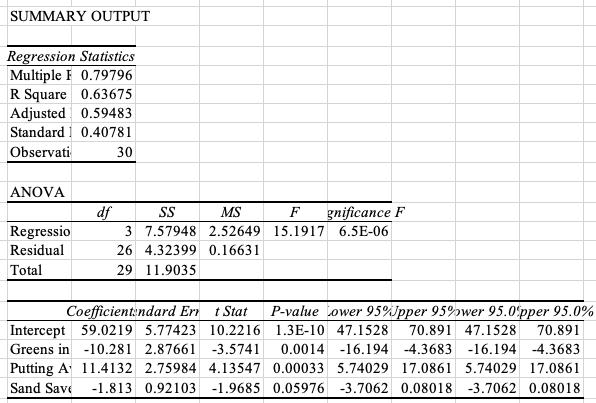 SUMMARY OUTPUT
Regression Statistics
Multiple R 0.79796
R Square 0.63675
Adjusted 0.59483
Standard 0.40781
Observati 30
ANOVA
df SS MS F gnificance F
Regressio 3 7.57948 2.52649 15.1917 6.5E-06
Residual 26 4.32399 0.16631
Total 29 11.9035
Coefficient ndard Err t Stat P-value Lower 95% Upper 95% ower 95.0 pper 95.0%
Intercept 59.0219 5.77423 10.2216 1.3E-10 47.1528 70.891 47.1528 70.891
Greens in -10.281 2.87661 -3.5741 0.0014 -16.194 -4.3683 -16.194 -4.3683
Putting A 11.4132 2.75984 4.13547 0.00033 5.74029 17.0861 5.74029 17.0861
Sand Save -1.813 0.92103 -1.9685 0.05976 -3.7062 0.08018 -3.7062 0.08018